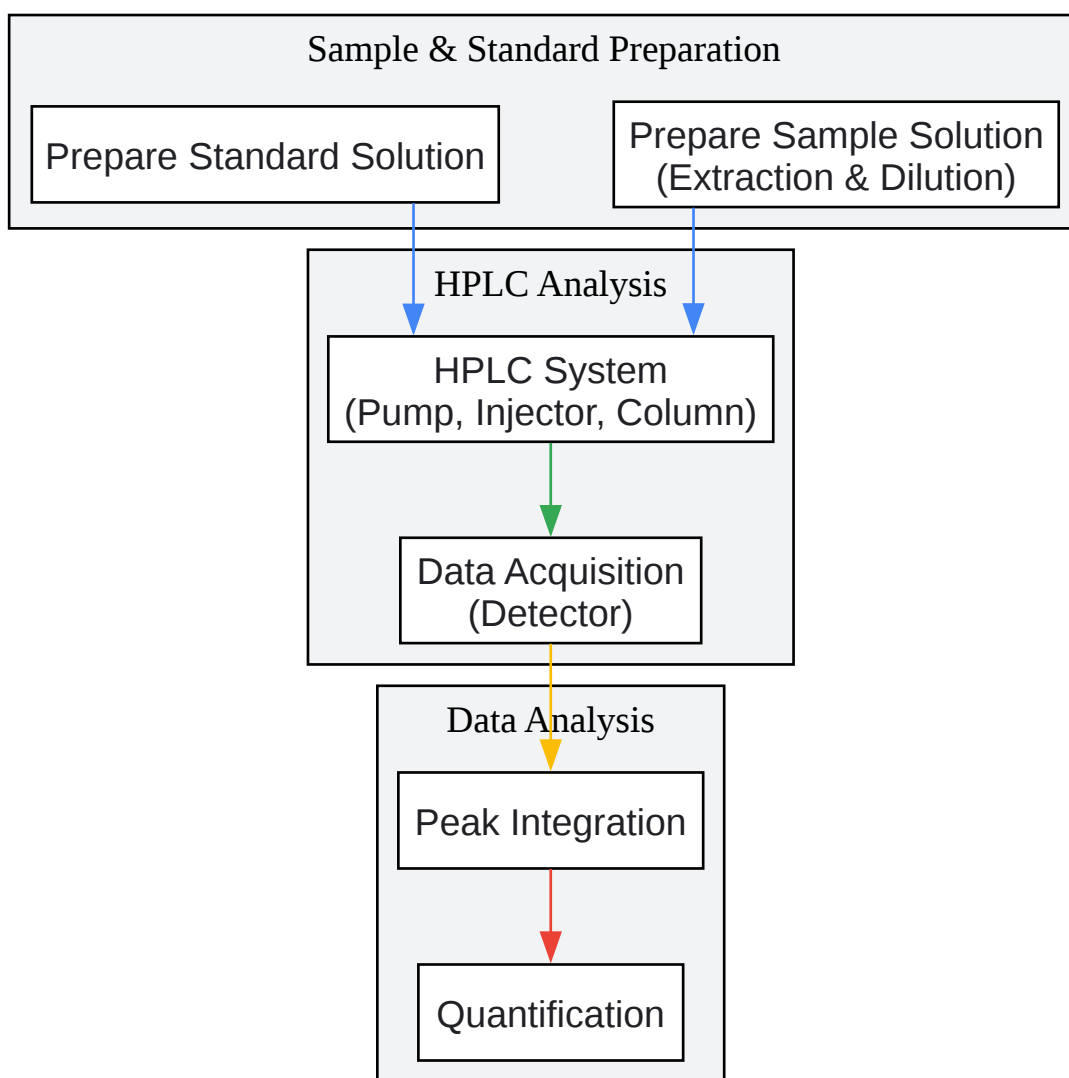 Sample & Standard Preparation
Prepare Standard Solution
Prepare Sample Solution
(Extraction & Dilution)
HPLC Analysis
HPLC System
(Pump, Injector, Column)
Data Acquisition
(Detector)
Data Analysis
Peak Integration
Quantification